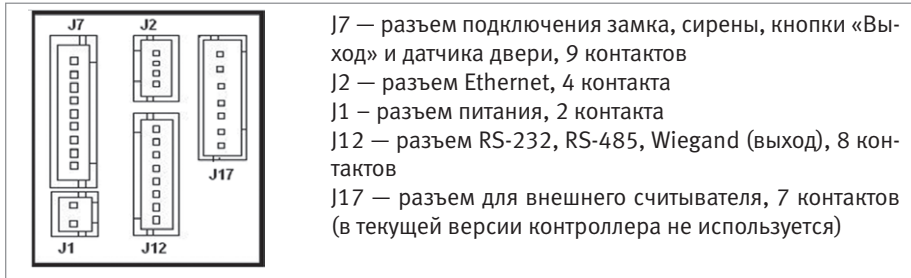 J7
J2
J17
J1
J12
J7 — разъем подключения замка, сирены, кнопки «Вы-
ход» и датчика двери, 9 контактов
J2 — разъем Ethernet, 4 контакта
J1 – разъем питания, 2 контакта
J12 — разъем RS-232, RS-485, Wiegand (выход), 8 кон-
тактов
J17 — разъем для внешнего считывателя, 7 контактов
(в текущей версии контроллера не используется)